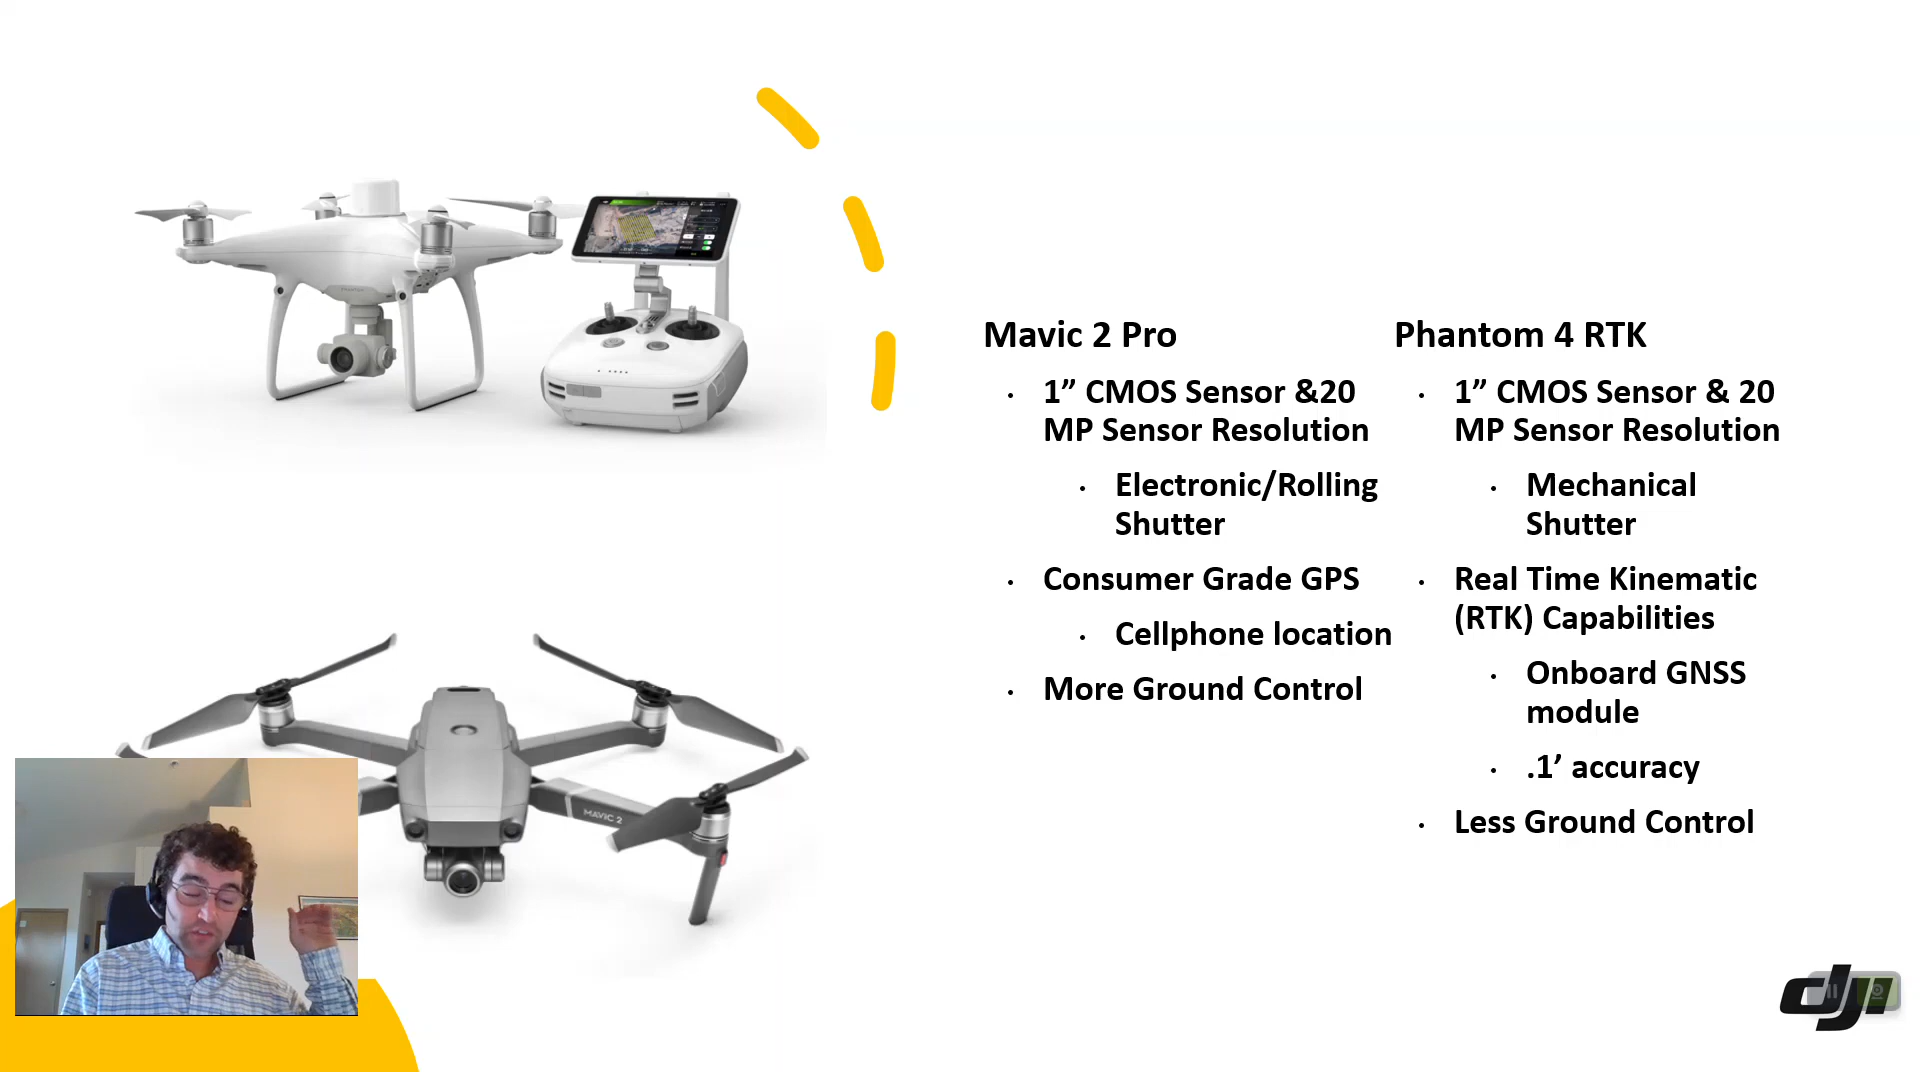 Mavic 2 Pro
1” CMOS Sensor &20
MP Sensor Resolution
Electronic/Rolling
Shutter
Consumer Grade GPS
Cellphone location
More Ground Control
Phantom 4 RTK
1” CMOS Sensor & 20
MP Sensor Resolution
Mechanical
Shutter
Real Time Kinematic
(RTK) Capabilities
Onboard GNSS
module
.1’ accuracy
Less Ground Control
MAVIC 2
dji